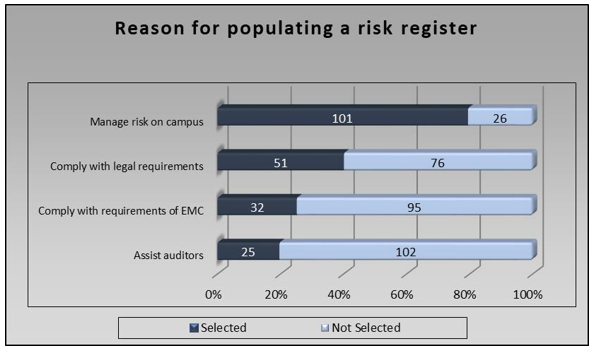 Reason for populating a risk register
Manage risk on campus 101 26
Comply with legal requirements 51 76
Comply with requirements of EMC 32 95
Assist auditors 25 102
0% 20% 40% 60% 80% 100%
Selected Not Selected